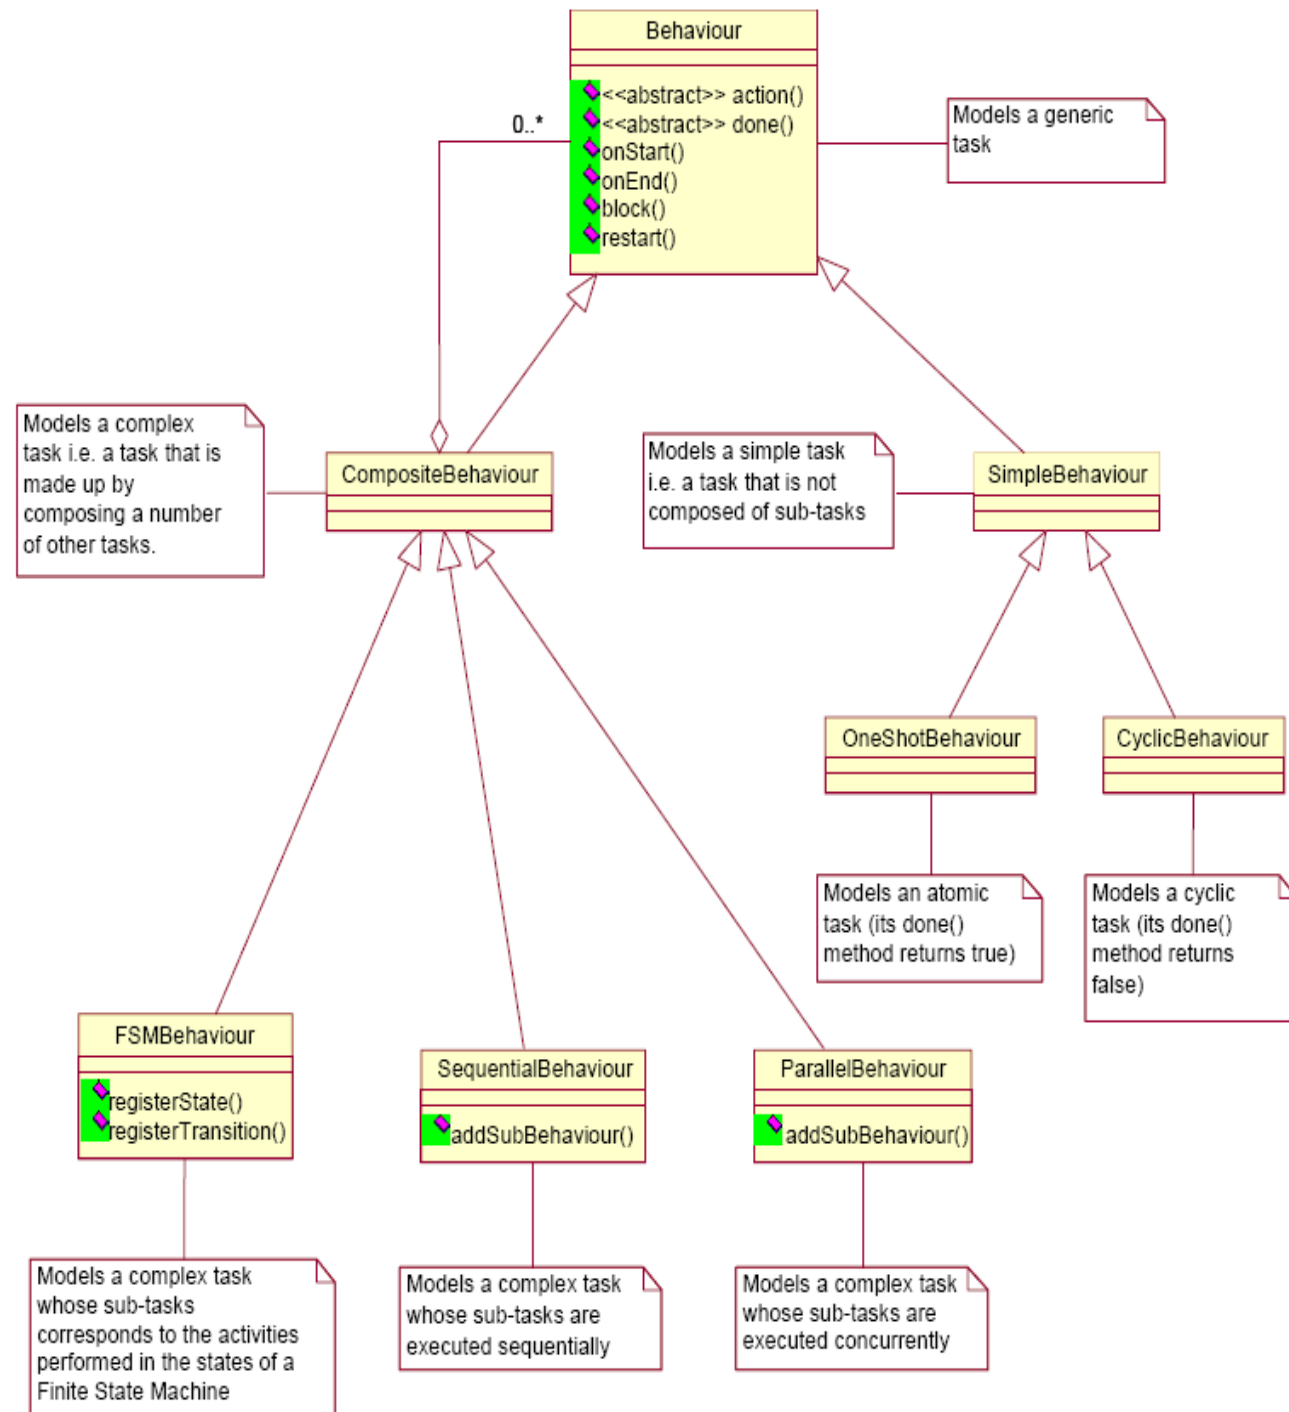 Behaviour
<<abstract>> action()
<<abstract>> done()
onStart()
onEnd()
block()
restart()
0..*
Models a generic
task
Models a complex
task i.e. a task that is
made up by
composing a number
of other tasks.
CompositeBehaviour
Models a simple task
i.e. a task that is not
composed of sub-tasks
SimpleBehaviour
OneShotBehaviour
CyclicBehaviour
Models an atomic
task (its done()
method returns true)
Models a cyclic
task (its done()
method returns
false)
FSMBehaviour
registerState()
registerTransition()
SequentialBehaviour
addSubBehaviour()
ParallelBehaviour
addSubBehaviour()
Models a complex task
whose sub-tasks
corresponds to the activities
performed in the states of a
Finite State Machine
Models a complex task
whose sub-tasks are
executed sequentially
Models a complex task
whose sub-tasks are
executed concurrently